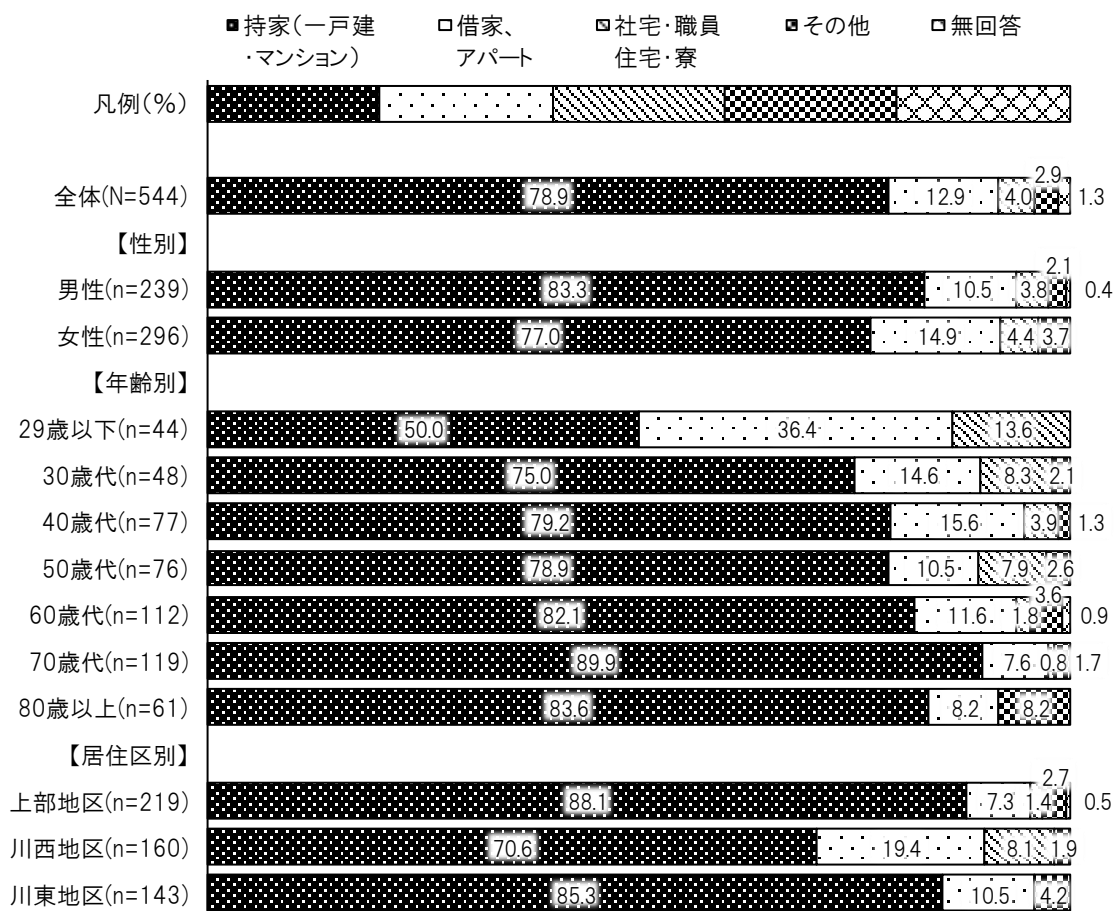 ■持家(一戸建 □借家、 □社宅・職員 ■その他 □無回答
・マンション) アパート 住宅・寮
凡例(%)
2.9
全体(N=544) 78.9 12.9 4.0 1.3
【性別】
2.1
男性(n=239) 83.3 10.5 3.8 0.4
女性(n=296) 77.0 14.9 4.4 3.7
【年齢別】
29歳以下(n=44) 50.0 36.4 13.6
30歳代(n=48) 75.0 14.6 8.3 2.1
40歳代(n=77) 79.2 15.6 3.9 1.3
50歳代(n=76) 78.9 10.5 7.9 2.6
3.6
60歳代(n=112) 82.1 11.6 1.8 0.9
70歳代(n=119) 89.9 7.6 0.8 1.7
80歳以上(n=61) 83.6 8.2 8.2
【居住区別】
2.7
上部地区(n=219) 88.1 7.3 1.4 0.5
川西地区(n=160) 70.6 19.4 8.1 1.9
川東地区(n=143) 85.3 10.5 4.2